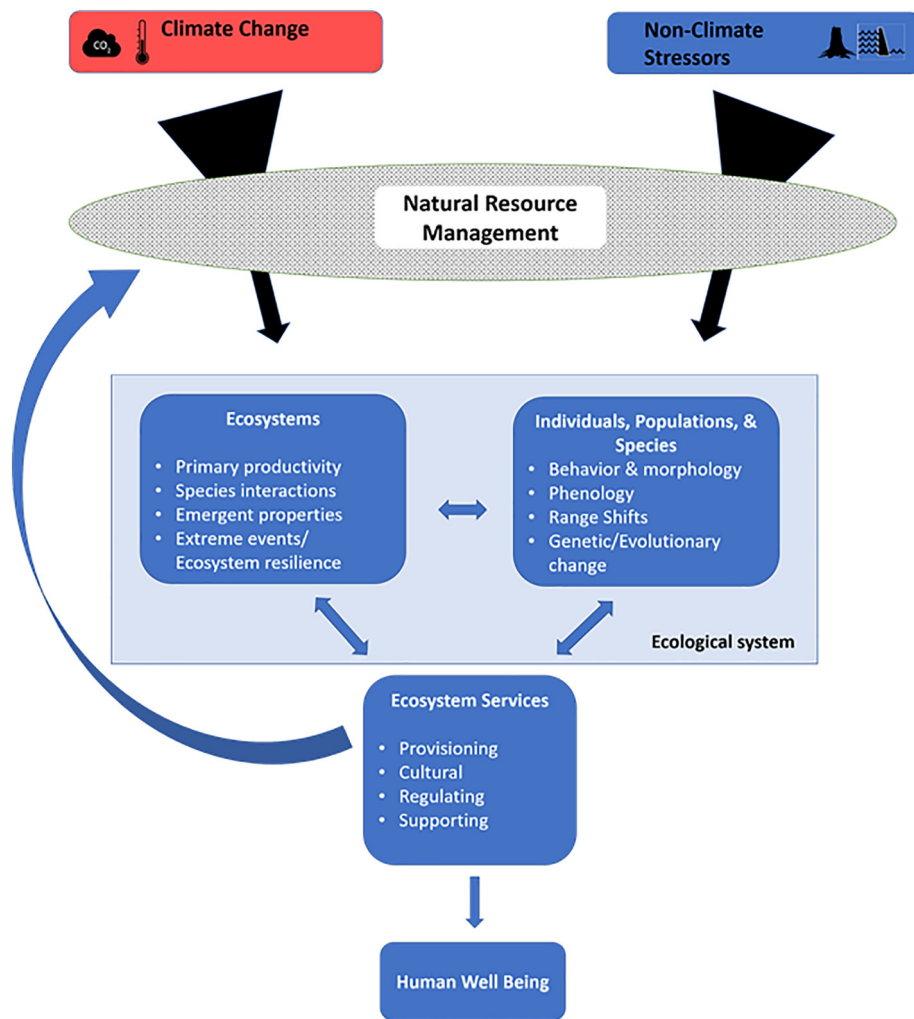 CO₂
Climate Change
Non-Climate
Stressors
Natural Resource
Management
Ecosystems
• Primary productivity
• Species interactions
• Emergent properties
• Extreme events/
Ecosystem resilience
Individuals, Populations, &
Species
• Behavior & morphology
• Phenology
• Range Shifts
• Genetic/Evolutionary
change
Ecological system
Ecosystem Services
• Provisioning
• Cultural
• Regulating
• Supporting
Human Well Being